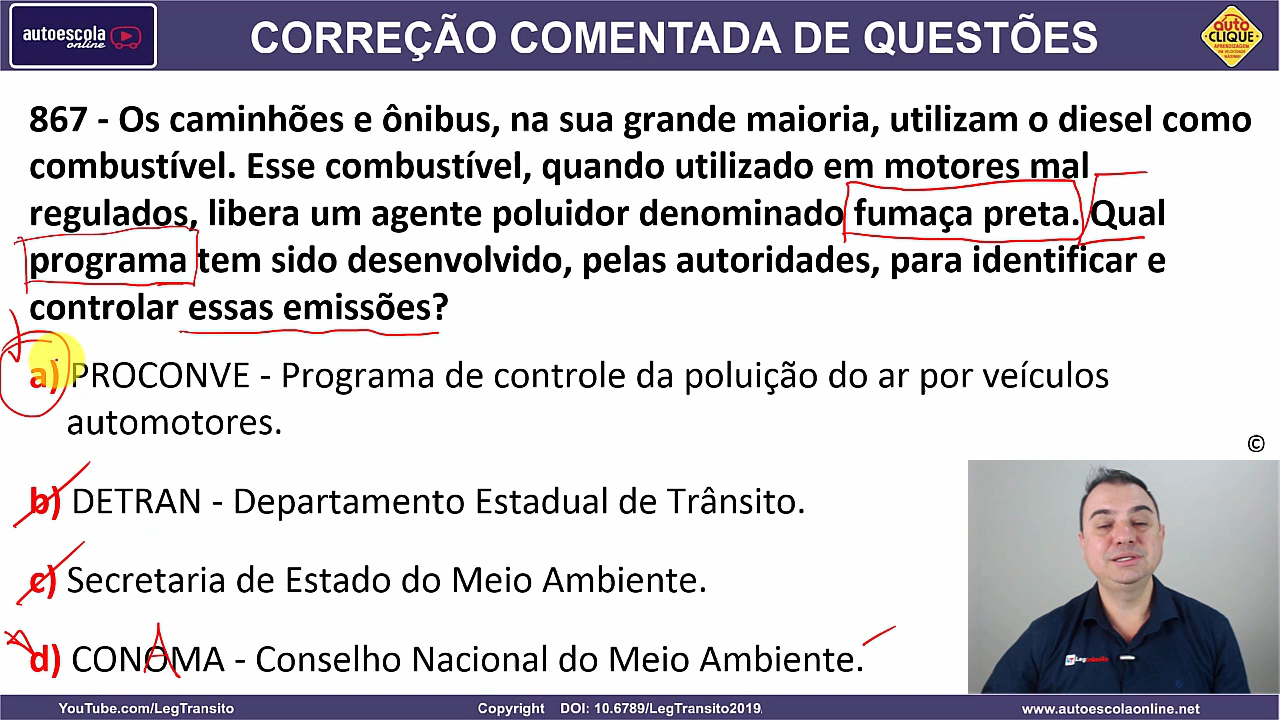 autoescola
online
CORREÇÃO COMENTADA DE QUESTÕES
auto
CLIQUE
867 - Os caminhões e ônibus, na sua grande maioria, utilizam o diesel como
combustível. Esse combustível, quando utilizado em motores mal
regulados, libera um agente poluidor denominado fumaça preta. Qual
programa tem sido desenvolvido, pelas autoridades, para identificar e
controlar essas emissões?
a) PROCONVE - Programa de controle da poluição do ar por veículos
automotores.
©
b) DETRAN - Departamento Estadual de Trânsito.
c) Secretaria de Estado do Meio Ambiente.
d) CONOMA - Conselho Nacional do Meio Ambiente.
A
Legtrânsito
YouTube.com/LegTransito Copyright DOI: 10.6789/LegTransito2019. www.autoescolaonline.net